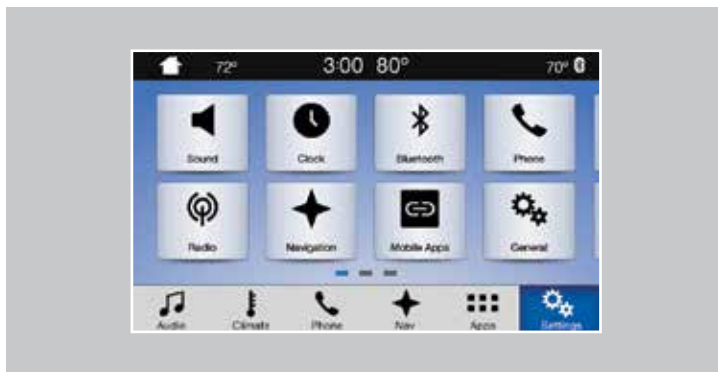 72° 3:00 80° 70°
Sound Clock Bluetooth Phone
Radio Navigation Mobile Apps General
Audio Climate Phone Nav Apps Settings